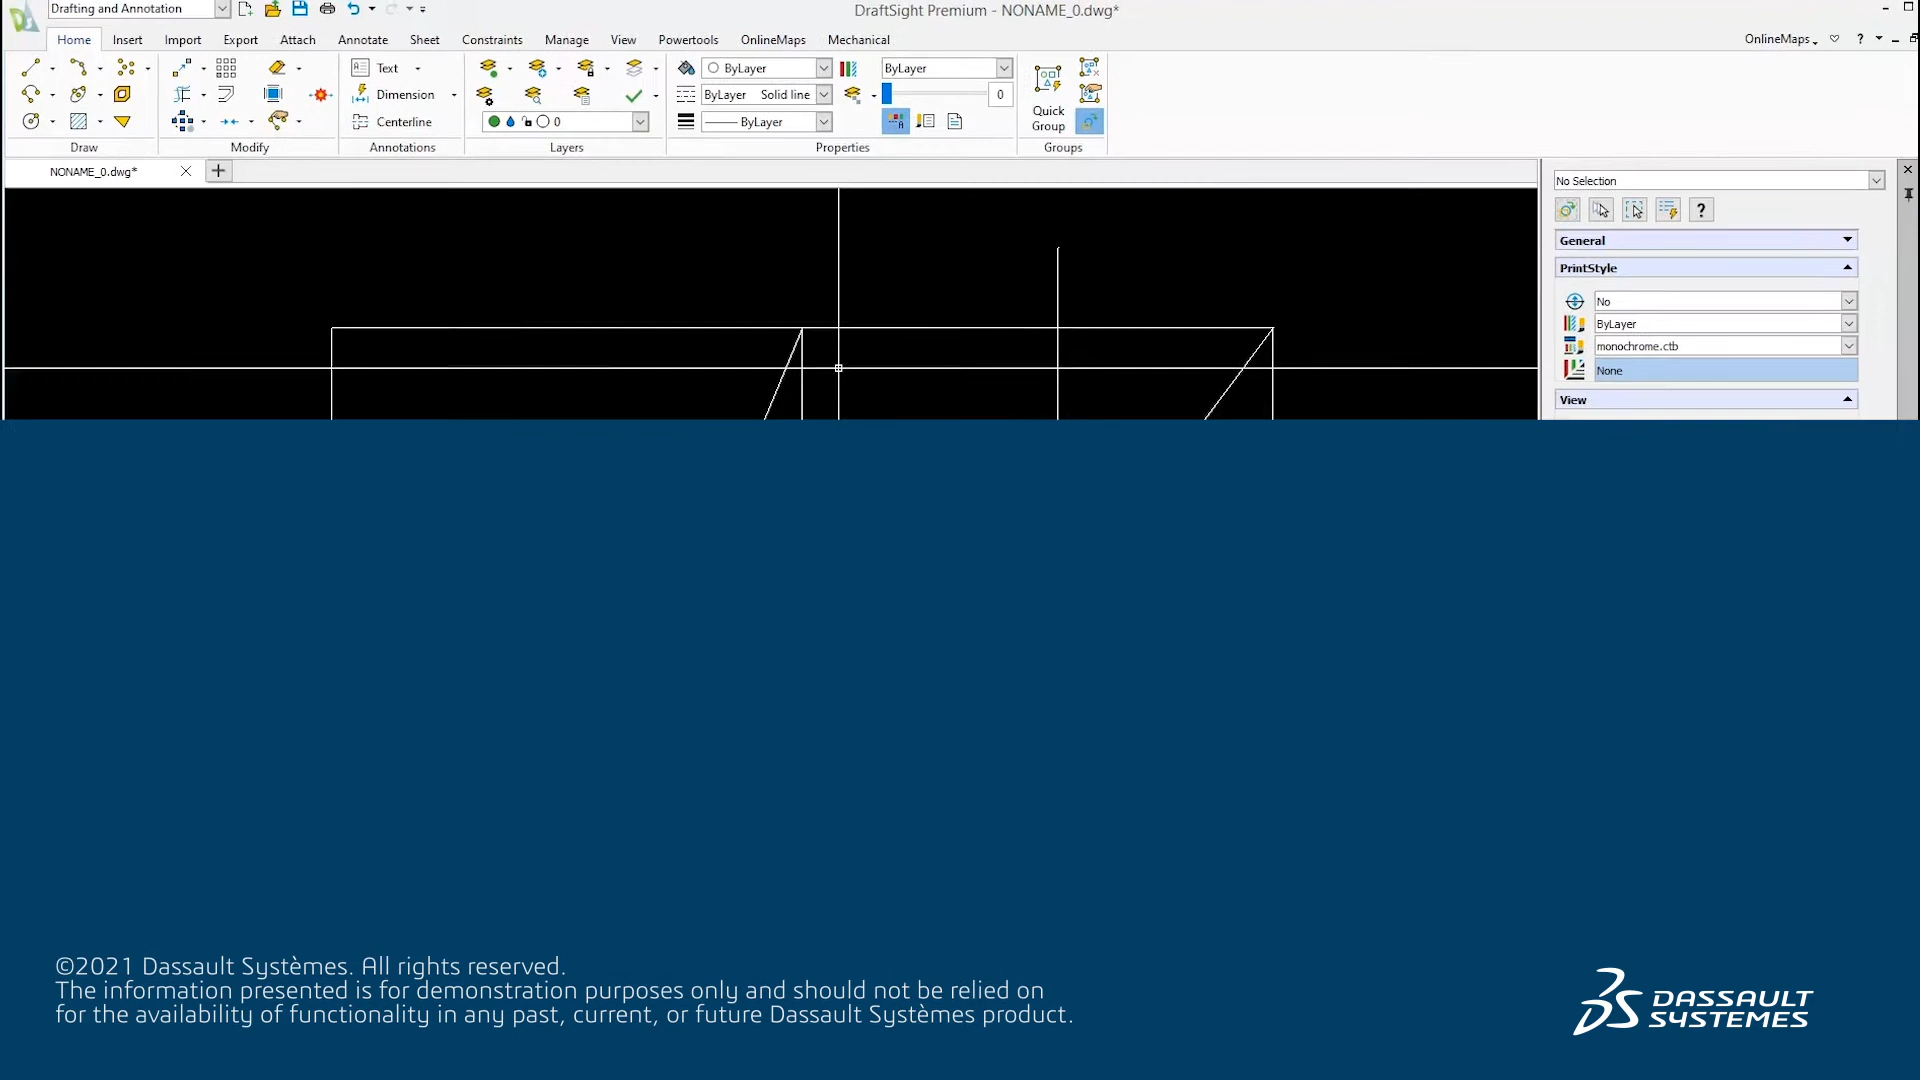 Drafting and Annotation
DraftSight Premium - NONAME_0.dwg*
Home Insert Import Export Attach Annotate Sheet Constraints Manage View Powertools OnlineMaps Mechanical
OnlineMaps ?
Text
Dimension
Centerline
0
ByLayer
ByLayer Solid line
ByLayer
ByLayer
0
Quick
Group
Draw Modify Annotations Layers Properties Groups
NONAME_0.dwg*
No Selection
?
General
PrintStyle
No
ByLayer
monochrome.ctb
None
View
©2021 Dassault Systèmes. All rights reserved.
The information presented is for demonstration purposes only and should not be relied on
for the availability of functionality in any past, current, or future Dassault Systèmes product.
DASSAULT
SYSTEMES